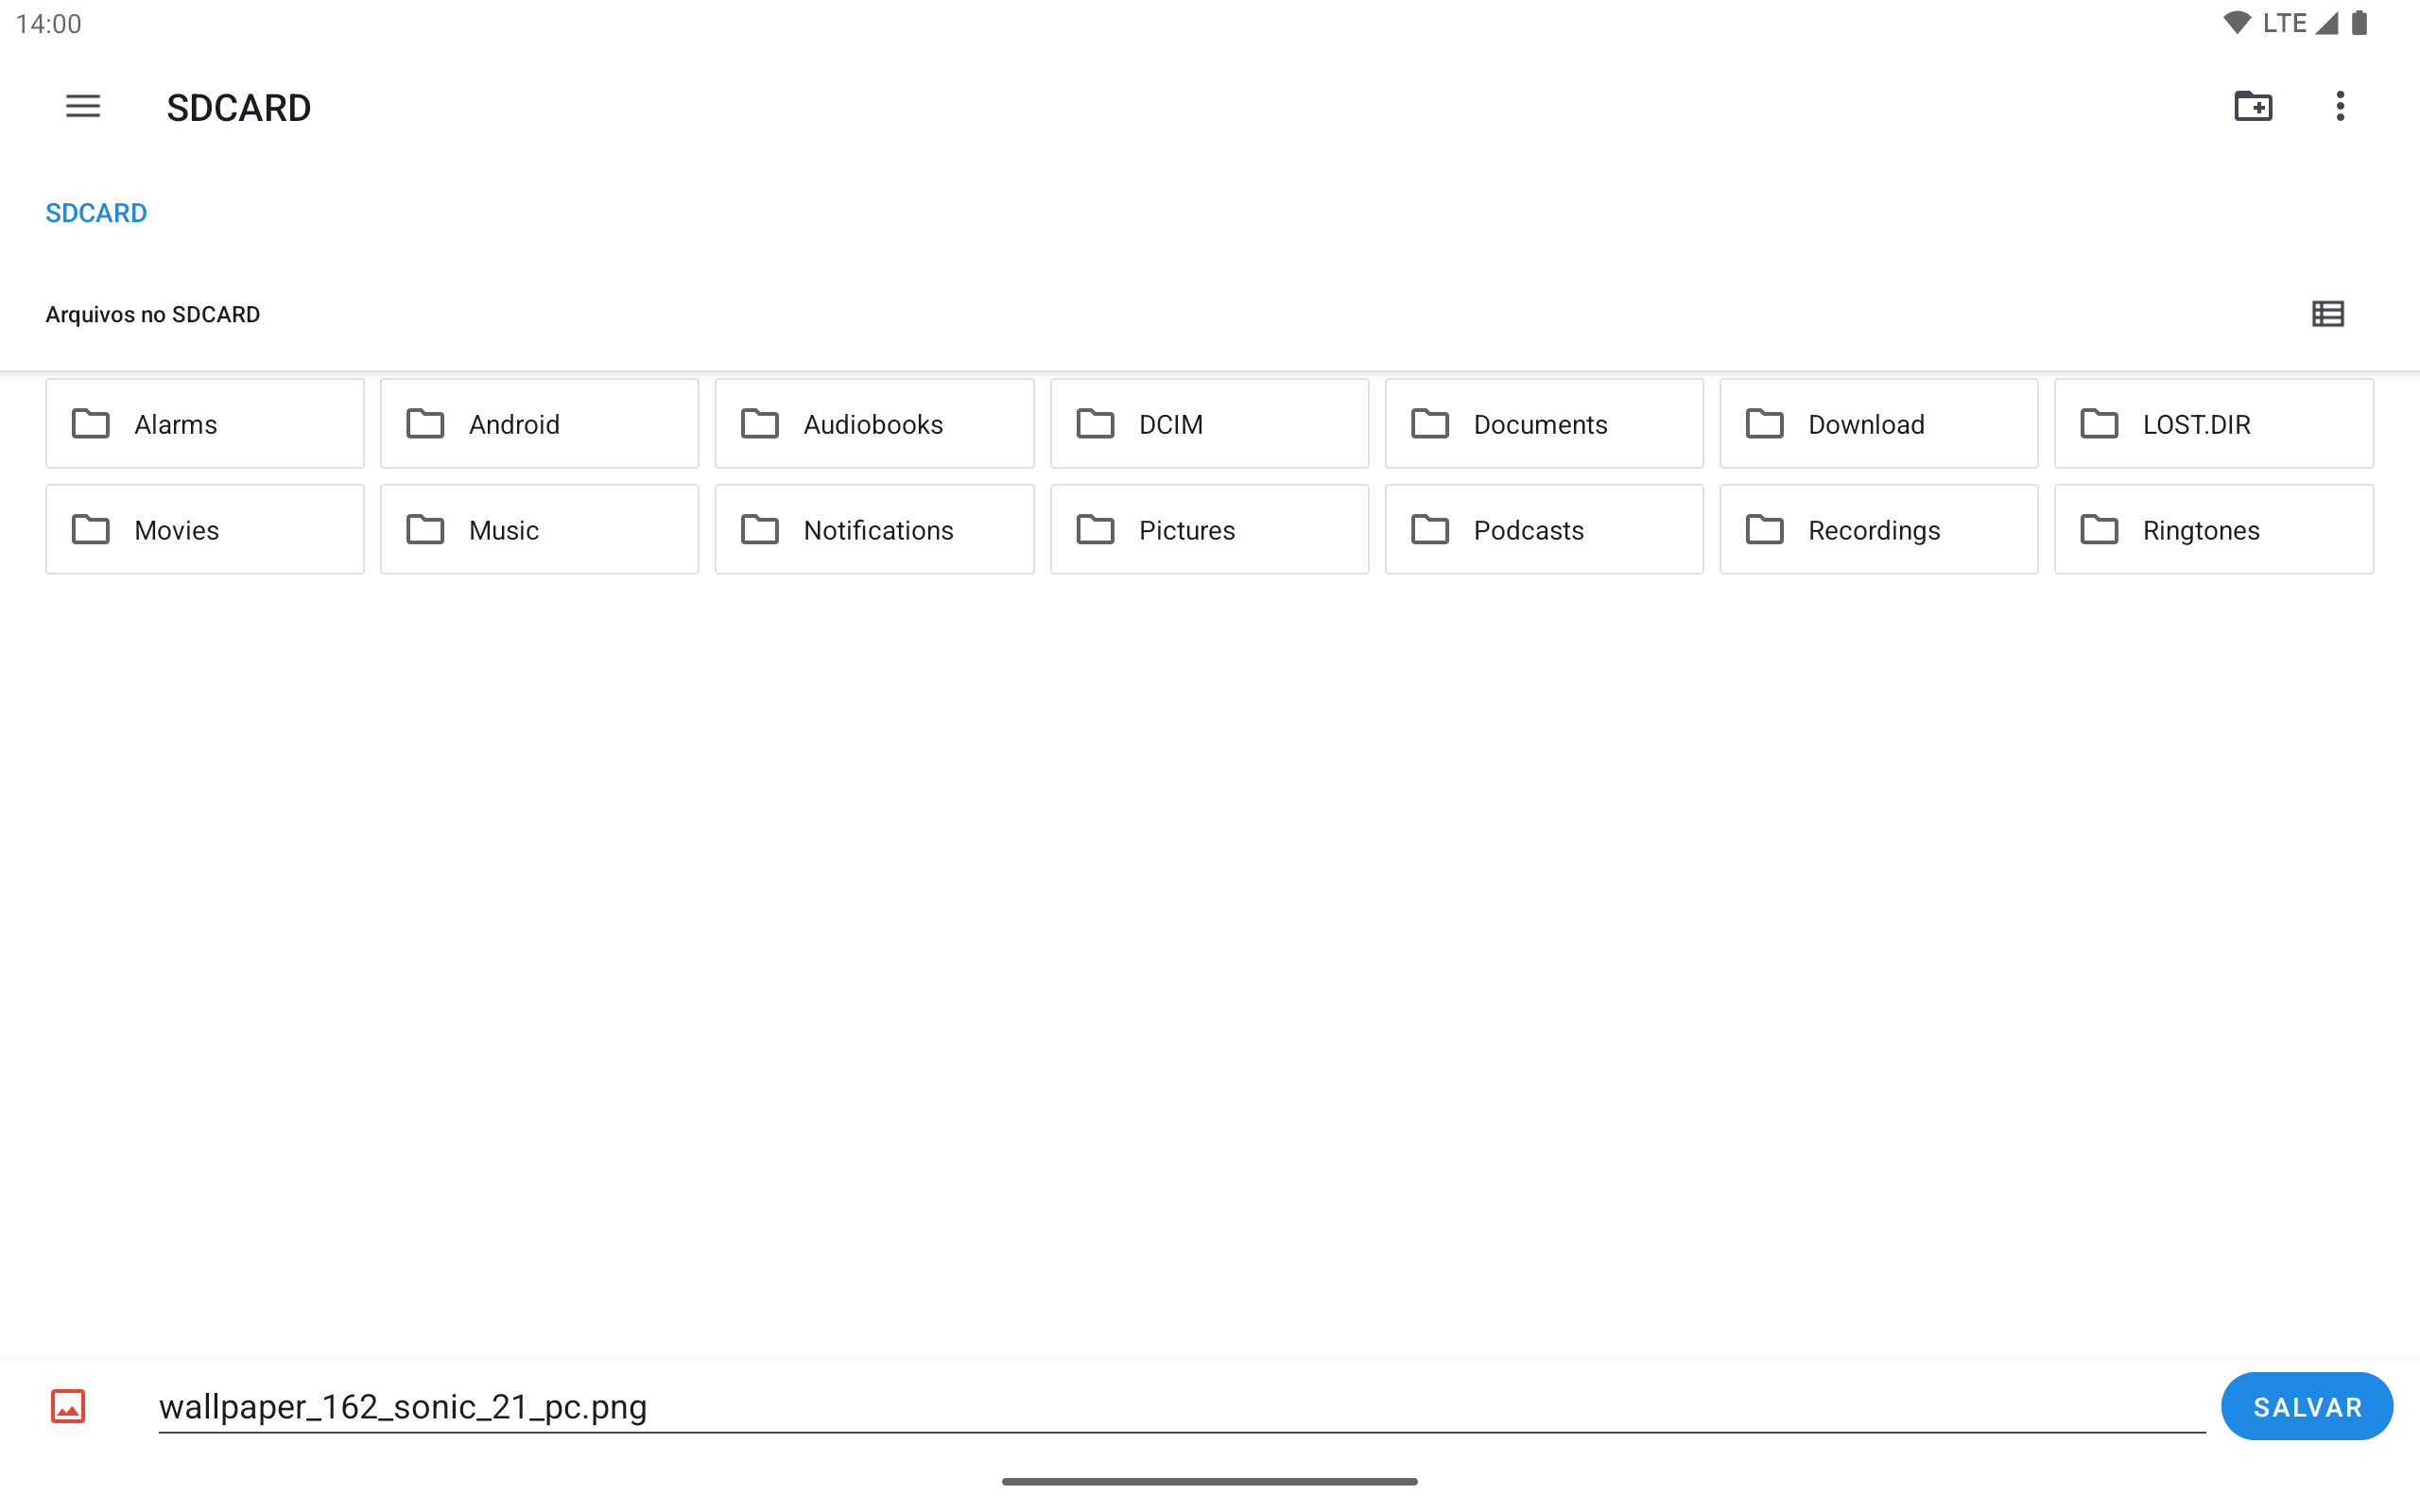 14:00
LTE
SDCARD
SDCARD
Arquivos no SDCARD
Alarms
Android
Audiobooks
DCIM
Documents
Download
LOST.DIR
Movies
Music
Notifications
Pictures
Podcasts
Recordings
Ringtones
wallpaper_162_sonic_21_pc.png
SALVAR